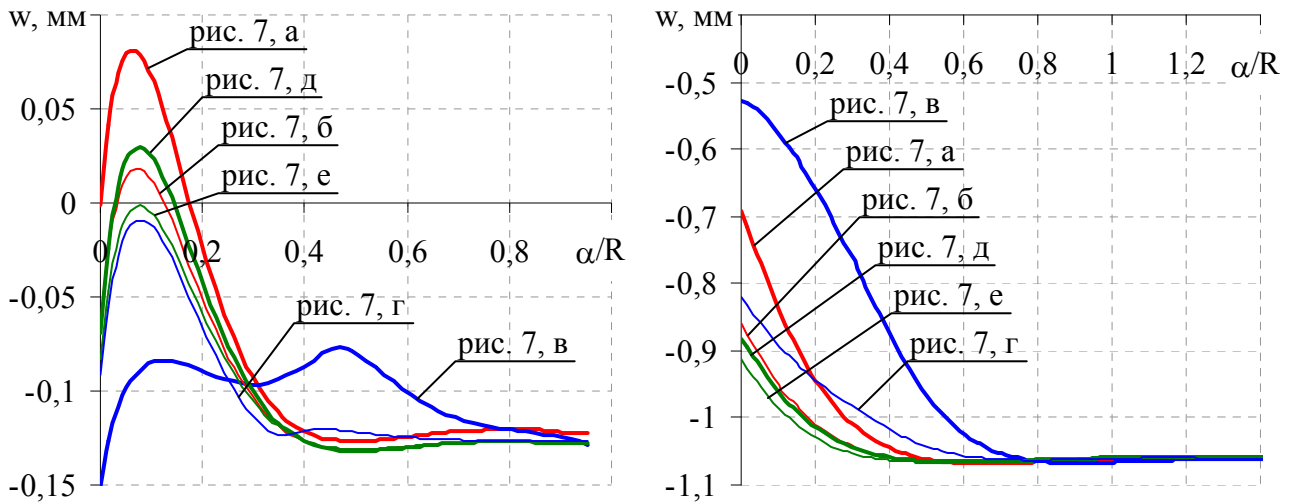 w, мм
рис. 7, а
рис. 7, д
0,05
рис. 7, б
рис. 7, е
0
0 0,2 0,4 0,6 0,8 α/R
-0,05
рис. 7, г
рис. 7, в
-0,1
-0,15
w, мм
0 0,2 0,4 0,6 0,8 1 1,2 α/R
-0,5
рис. 7, в
-0,6
рис. 7, а
-0,7
рис. 7, б
рис. 7, д
-0,8
рис. 7, е
-0,9
рис. 7, г
-1
-1,1